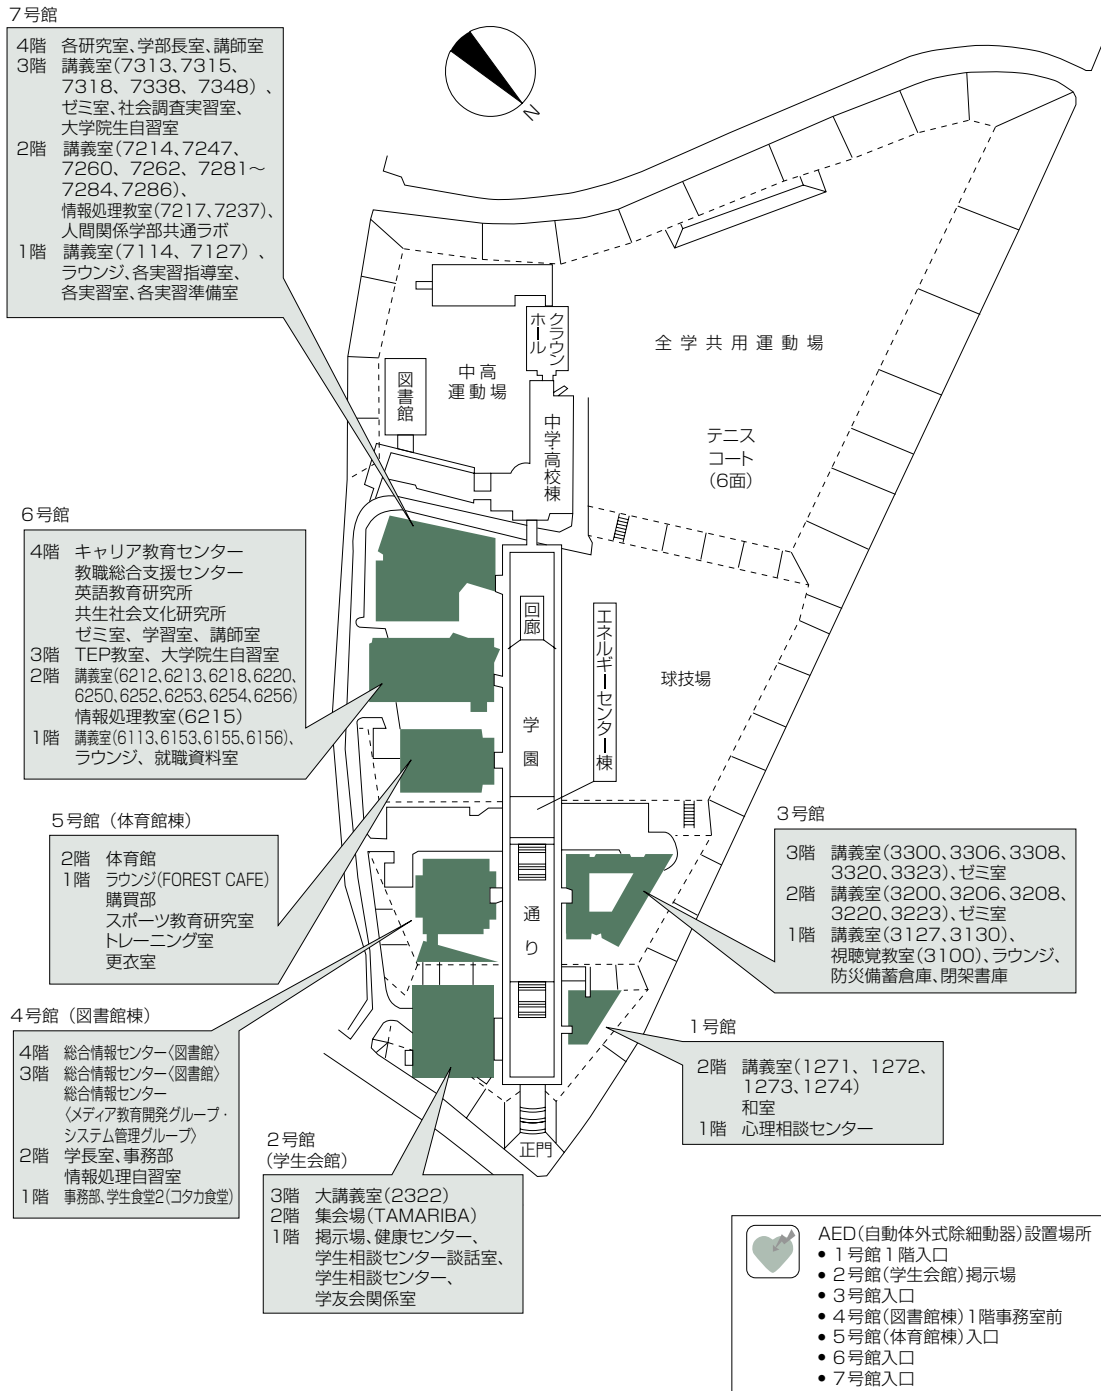 7号館
4階 各研究室、学部長室、講師室
3階 講義室(7313、7315、
7318、7338、7348)、
ゼミ室、社会調査実習室、
大学院生自習室
2階 講義室(7214、7247、
7260、7262、7281～
7284、7286)、
情報処理教室(7217、7237)、
人間関係学部共通ラボ
1階 講義室(7114、7127)、
ラウンジ、各実習指導室、
各実習室、各実習準備室
N
クラウン
ホール
全学共用運動場
中高
運動場
図書館
中学・高校棟
テニス
コート
(6面)
6号館
4階 キャリア教育センター
教職総合支援センター
英語教育研究所
共生社会文化研究所
ゼミ室、学習室、講師室
3階 TEP教室、大学院生自習室
2階 講義室(6212、6213、6218、6220、
6250、6252、6253、6254、6256)
情報処理教室(6215)
1階 講義室(6113、6153、6155、6156)、
ラウンジ、就職資料室
回廊
エネルギーセンター棟
球技場
学園
通り
5号館(体育館棟)
2階 体育館
1階 ラウンジ(FOREST CAFE)
購買部
スポーツ教育研究室
トレーニング室
更衣室
3号館
3階 講義室(3300、3306、3308、
3320、3323)、ゼミ室
2階 講義室(3200、3206、3208、
3220、3223)、ゼミ室
1階 講義室(3127、3130)、
視聴覚教室(3100)、ラウンジ、
防災備蓄倉庫、閉架書庫
4号館(図書館棟)
4階 総合情報センター〈図書館〉
3階 総合情報センター〈図書館〉
総合情報センター
〈メディア教育開発グループ・
システム管理グループ〉
2階 学長室、事務部
情報処理自習室
1階 事務部、学生食堂2(コタカ食堂)
1号館
2階 講義室(1271、1272、
1273、1274)
和室
1階 心理相談センター
正門
2号館
(学生会館)
3階 大講義室(2322)
2階 集会場(TAMARIBA)
1階 掲示場、健康センター、
学生相談センター談話室、
学生相談センター、
学友会関係室
AED(自動体外式除細動器)設置場所
• 1号館1階入口
• 2号館(学生会館)掲示場
• 3号館入口
• 4号館(図書館棟)1階事務室前
• 5号館(体育館棟)入口
• 6号館入口
• 7号館入口